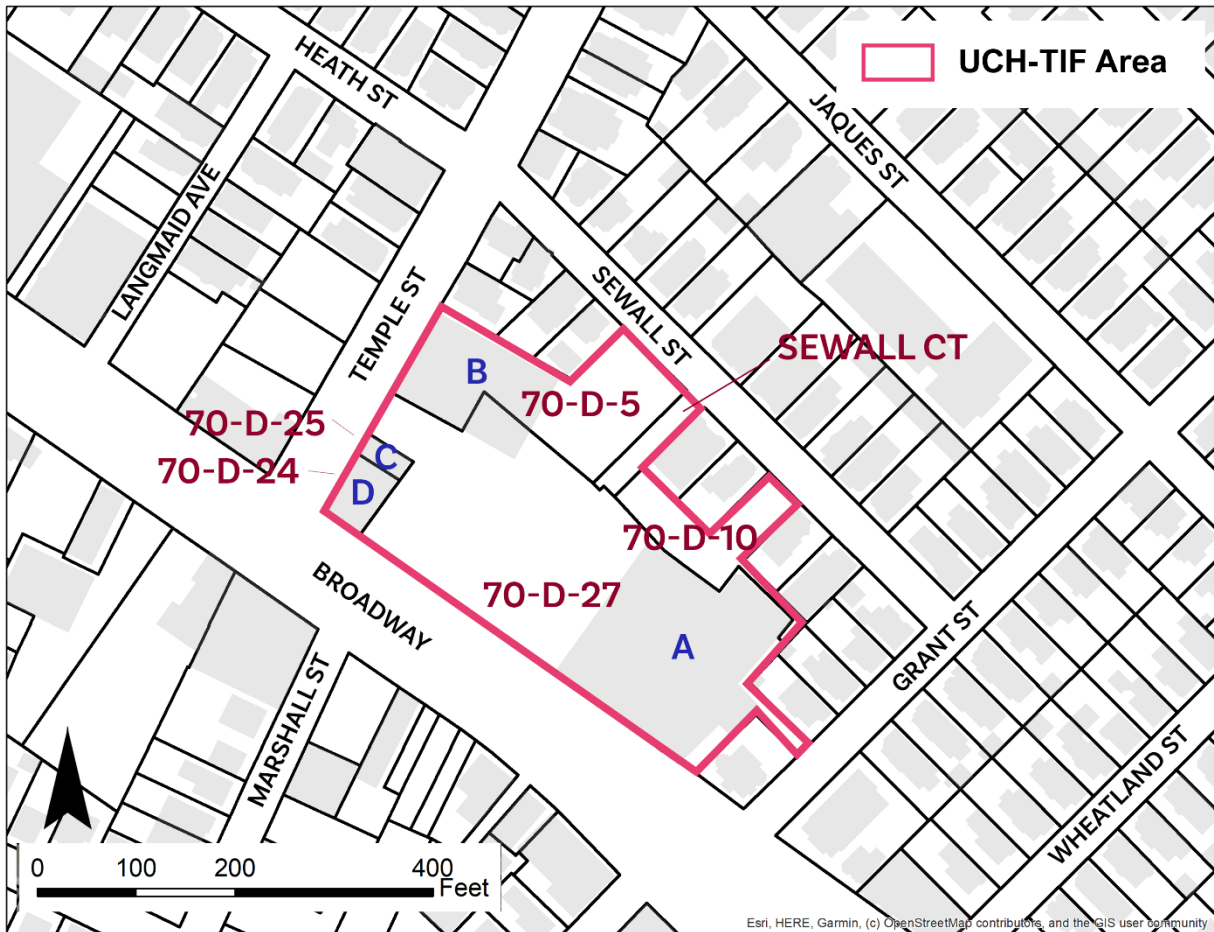 UCH-TIF Area
HEATH ST
JAQUES ST
LANGMAID AVE
TEMPLE ST
SEWALL ST
SEWALL CT
B
70-D-5
70-D-25
C
70-D-24
D
70-D-10
70-D-27
BROADWAY
A
GRANT ST
MARSHALL ST
WHEATLAND ST
0 100 200 400
Feet
Esri, HERE, Garmin, (c) OpenStreetMap contributors, and the GIS user community